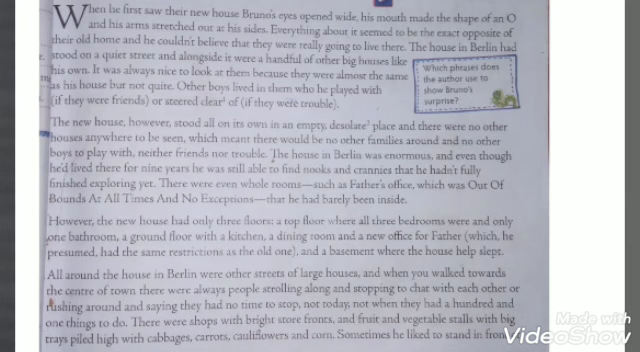 When he first saw their new house Bruno's eyes opened wide, his mouth made the shape of an O
and his arms stretched out at his sides. Everything about it seemed to be the exact opposite of
their old home and he couldn't believe that they were really going to live there. The house in Berlin had
stood on a quiet street and alongside it were a handful of other big houses like
his own. It was always nice to look at them because they were almost the same
as his house but not quite. Other boys lived in them who he played with
(if they were friends) or steered clear¹ of (if they were trouble).
Which phrases does
the author use to
show Bruno's
surprise?
The new house, however, stood all on its own in an empty, desolate² place and there were no other
houses anywhere to be seen, which meant there would be no other families around and no other
boys to play with, neither friends nor trouble. The house in Berlin was enormous, and even though
he'd lived there for nine years he was still able to find nooks and crannies that he hadn't fully
finished exploring yet. There were even whole rooms—such as Father's office, which was Out Of
Bounds At All Times And No Exceptions—that he had barely been inside.
However, the new house had only three floors: a top floor where all three bedrooms were and only
one bathroom, a ground floor with a kitchen, a dining room and a new office for Father (which, he
presumed, had the same restrictions as the old one), and a basement where the house help slept.
All around the house in Berlin were other streets of large houses, and when you walked towards
the centre of town there were always people strolling along and stopping to chat with each other or
rushing around and saying they had no time to stop, not today, not when they had a hundred and
one things to do. There were shops with bright store fronts, and fruit and vegetable stalls with big
trays piled high with cabbages, carrots, cauliflowers and corn. Sometimes he liked to stand in front
Made with
VideoShow